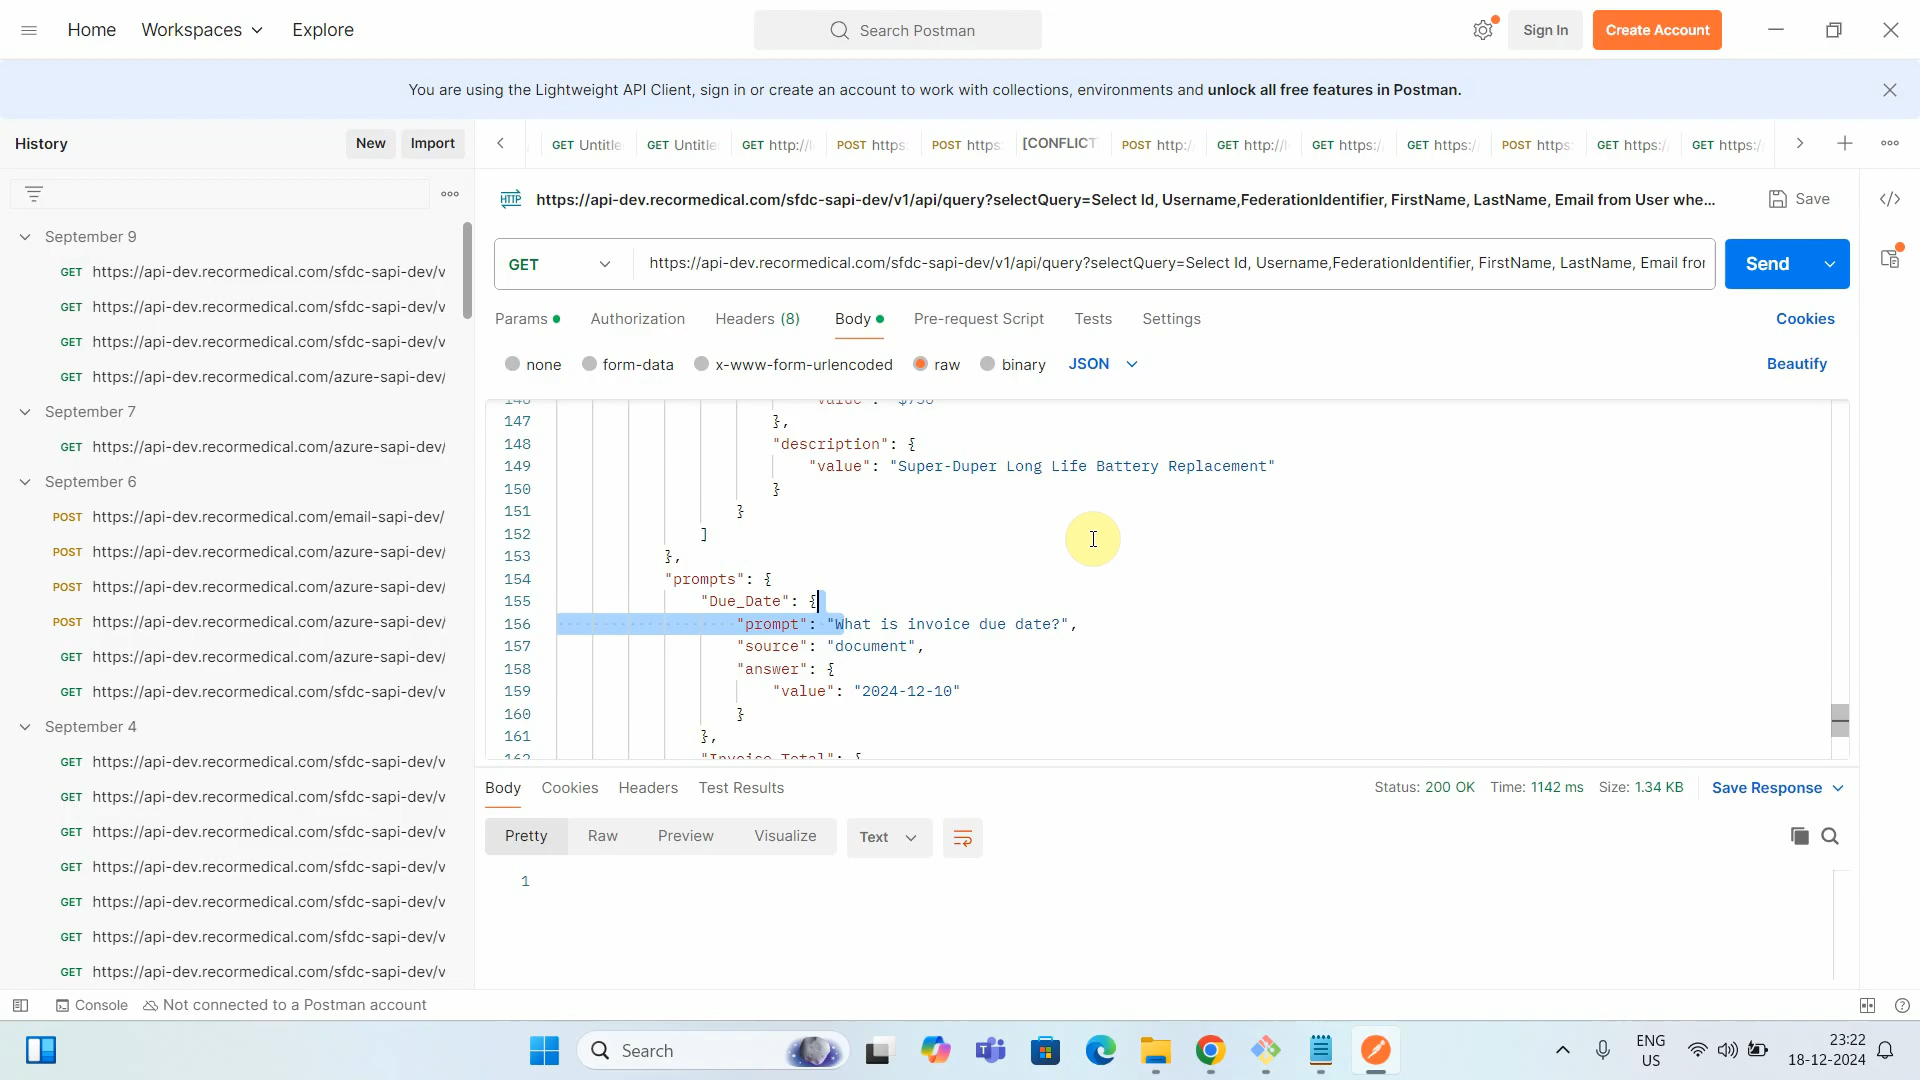 Home
Workspaces
Explore
Search Postman
Sign In
Create Account
You are using the Lightweight API Client, sign in or create an account to work with collections, environments and unlock all free features in Postman.
History
New
Import
GET Untitle
GET Untitle
GET http://l
POST https:
POST https:
[CONFLICT
POST http:/
GET http://l
GET https:/
GET https:/
POST https:
GET https:/
GET https:/
HTTP
https://api-dev.recormedical.com/sfdc-sapi-dev/v1/api/query?selectQuery=Select Id, Username,FederationIdentifier, FirstName, LastName, Email from User whe...
Save
September 9
GET https://api-dev.recormedical.com/sfdc-sapi-dev/v
GET https://api-dev.recormedical.com/sfdc-sapi-dev/v
GET https://api-dev.recormedical.com/sfdc-sapi-dev/v
GET https://api-dev.recormedical.com/azure-sapi-dev/
September 7
GET https://api-dev.recormedical.com/azure-sapi-dev/
September 6
POST https://api-dev.recormedical.com/email-sapi-dev/
POST https://api-dev.recormedical.com/azure-sapi-dev/
POST https://api-dev.recormedical.com/azure-sapi-dev/
POST https://api-dev.recormedical.com/azure-sapi-dev/
GET https://api-dev.recormedical.com/azure-sapi-dev/
GET https://api-dev.recormedical.com/sfdc-sapi-dev/v
September 4
GET https://api-dev.recormedical.com/sfdc-sapi-dev/v
GET https://api-dev.recormedical.com/sfdc-sapi-dev/v
GET https://api-dev.recormedical.com/sfdc-sapi-dev/v
GET https://api-dev.recormedical.com/sfdc-sapi-dev/v
GET https://api-dev.recormedical.com/sfdc-sapi-dev/v
GET https://api-dev.recormedical.com/sfdc-sapi-dev/v
GET https://api-dev.recormedical.com/sfdc-sapi-dev/v
GET
https://api-dev.recormedical.com/sfdc-sapi-dev/v1/api/query?selectQuery=Select Id, Username,FederationIdentifier, FirstName, LastName, Email from
Send
Params
Authorization
Headers (8)
Body
Pre-request Script
Tests
Settings
Cookies
none
form-data
x-www-form-urlencoded
raw
binary
JSON
Beautify
146 "value": "$750"
147 },
148 "description": {
149 "value": "Super-Duper Long Life Battery Replacement"
150 }
151 }
152 ]
153 },
154 "prompts": {
155 "Due_Date": {
156 "prompt": "What is invoice due date?",
157 "source": "document",
158 "answer": {
159 "value": "2024-12-10"
160 }
161 },
162 "Invoice Total": {
Body
Cookies
Headers
Test Results
Status: 200 OK
Time: 1142 ms
Size: 1.34 KB
Save Response
Pretty
Raw
Preview
Visualize
Text
1
Console
Not connected to a Postman account
Search
ENG
US
23:22
18-12-2024